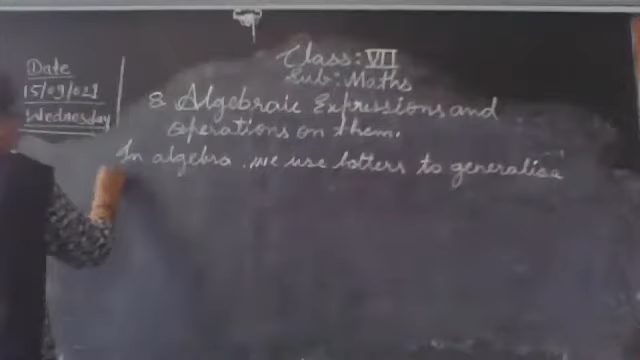 Class: VII
Sub: Maths
Date
15/09/2021
Wednesday
8 Algebraic Expressions and
operations on them.
In algebra we use letters to generalise